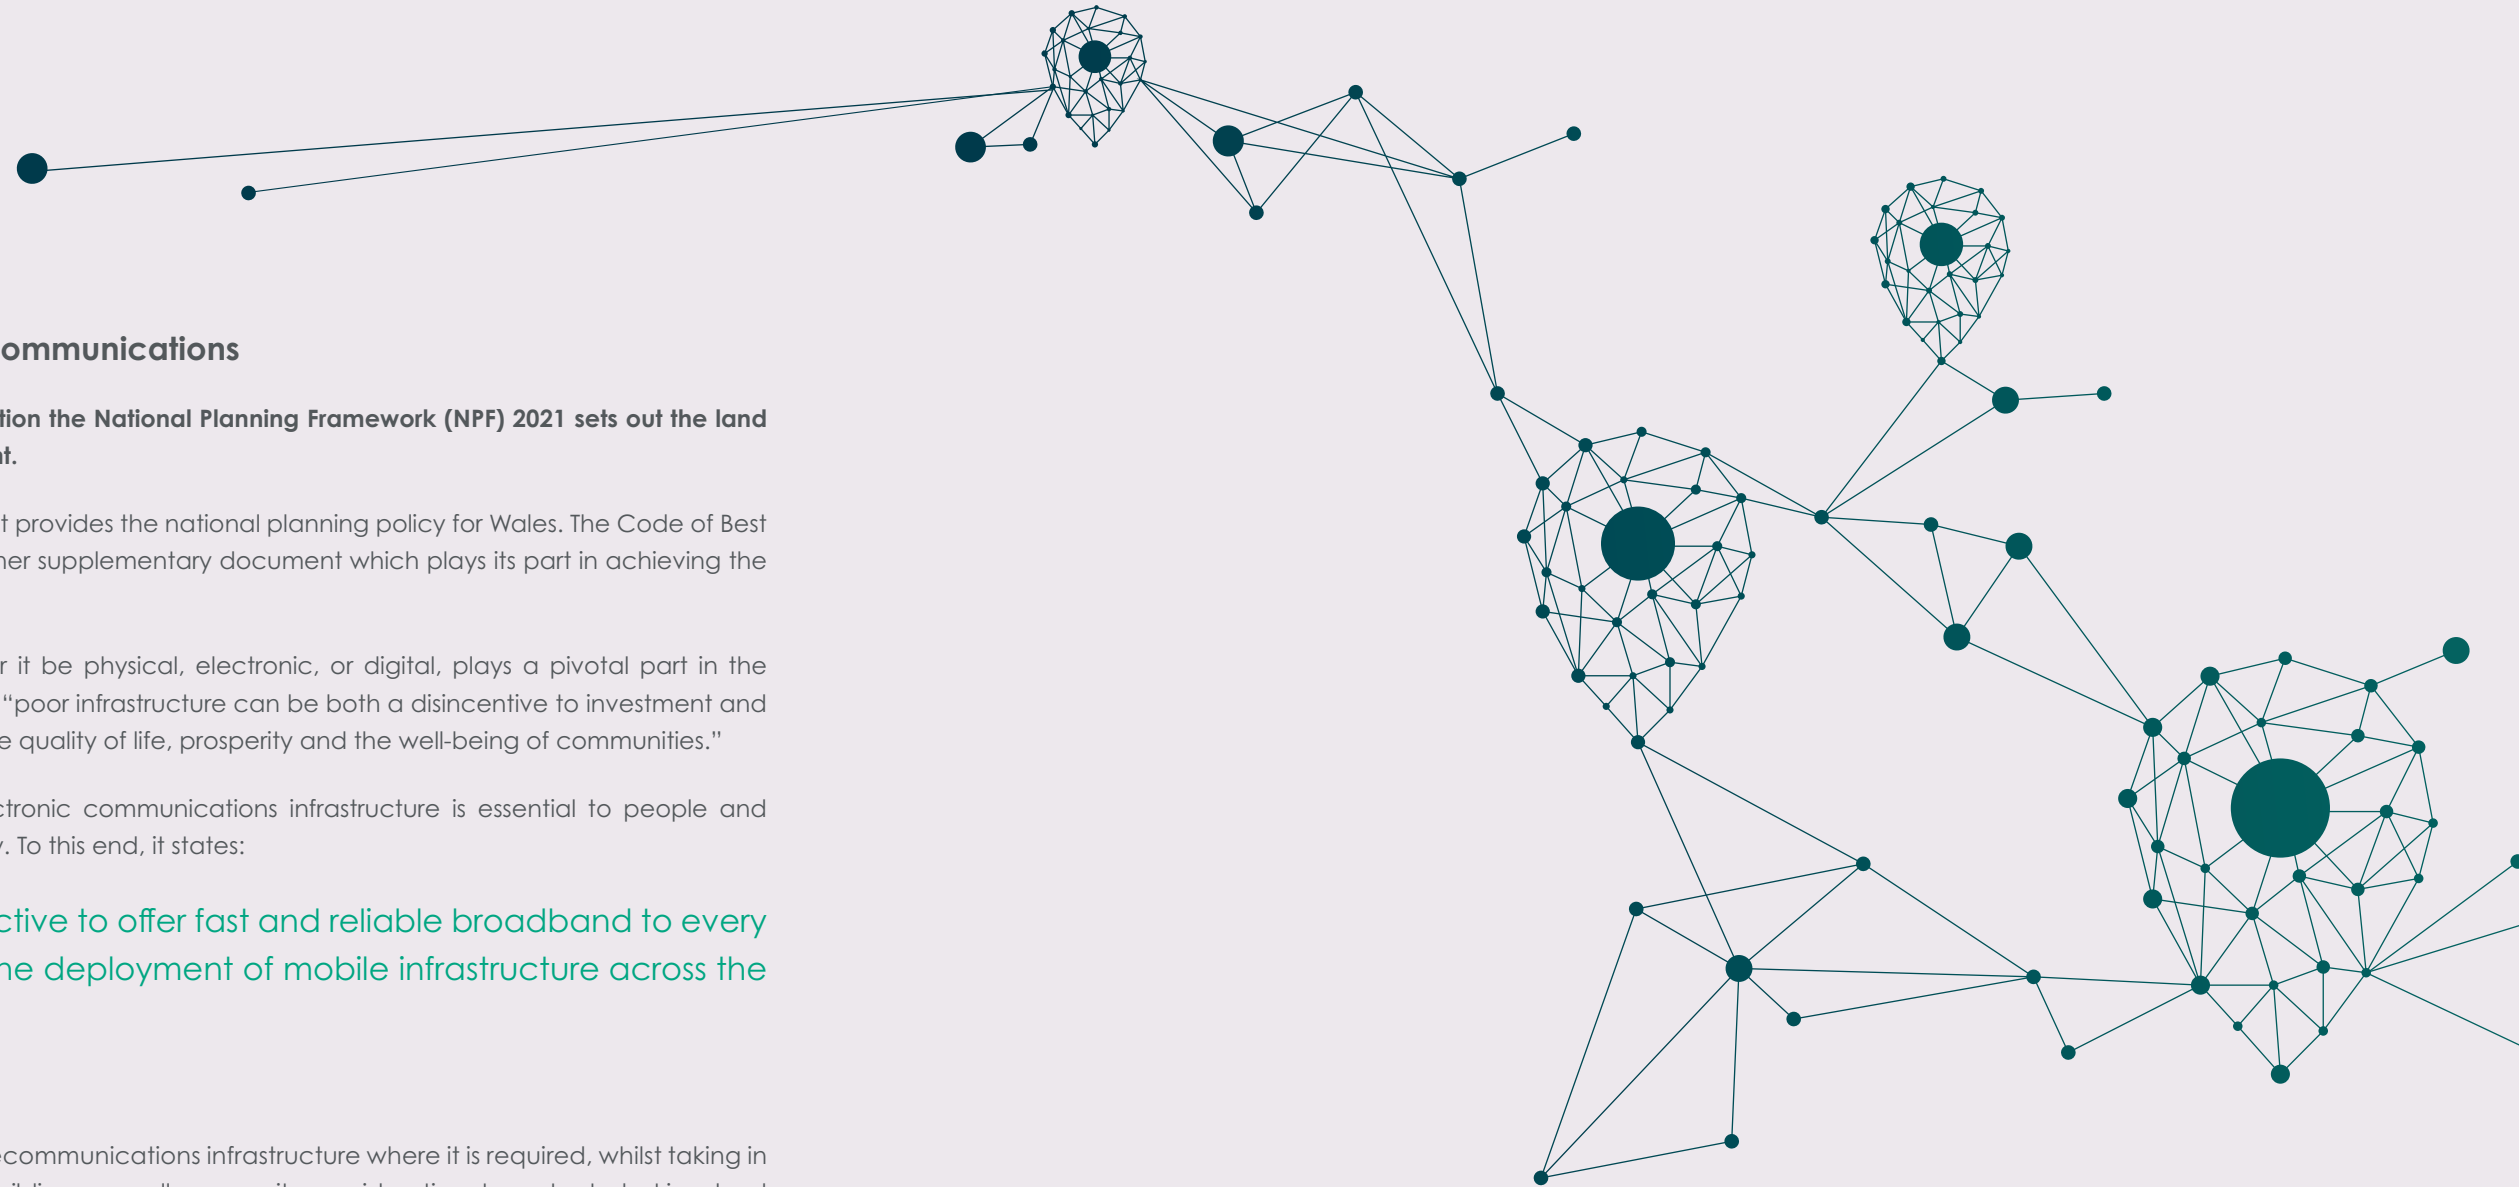 ommunications
tion the National Planning Framework (NPF) 2021 sets out the land
nt.
t provides the national planning policy for Wales. The Code of Best
her supplementary document which plays its part in achieving the
r it be physical, electronic, or digital, plays a pivotal part in the
“poor infrastructure can be both a disincentive to investment and
e quality of life, prosperity and the well-being of communities.”
ctronic communications infrastructure is essential to people and
y. To this end, it states:
ctive to offer fast and reliable broadband to every
he deployment of mobile infrastructure across the
ecommunications infrastructure where it is required, whilst taking in